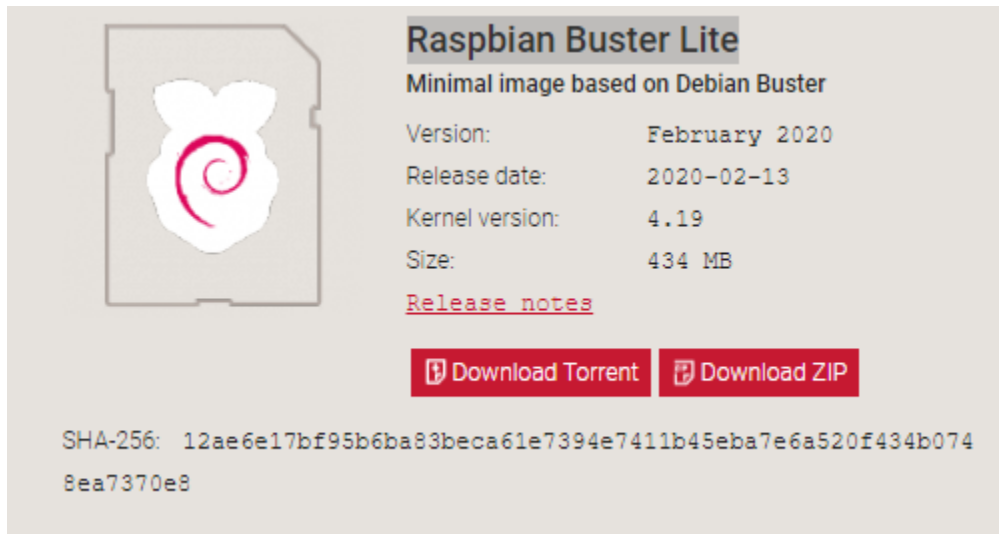 Raspbian Buster Lite
Minimal image based on Debian Buster
Version: February 2020
Release date: 2020-02-13
Kernel version: 4.19
Size: 434 MB
Release notes
Download Torrent Download ZIP
SHA-256: 12ae6e17bf95b6ba83beca61e7394e7411b45eba7e6a520f434b074
8ea7370e8